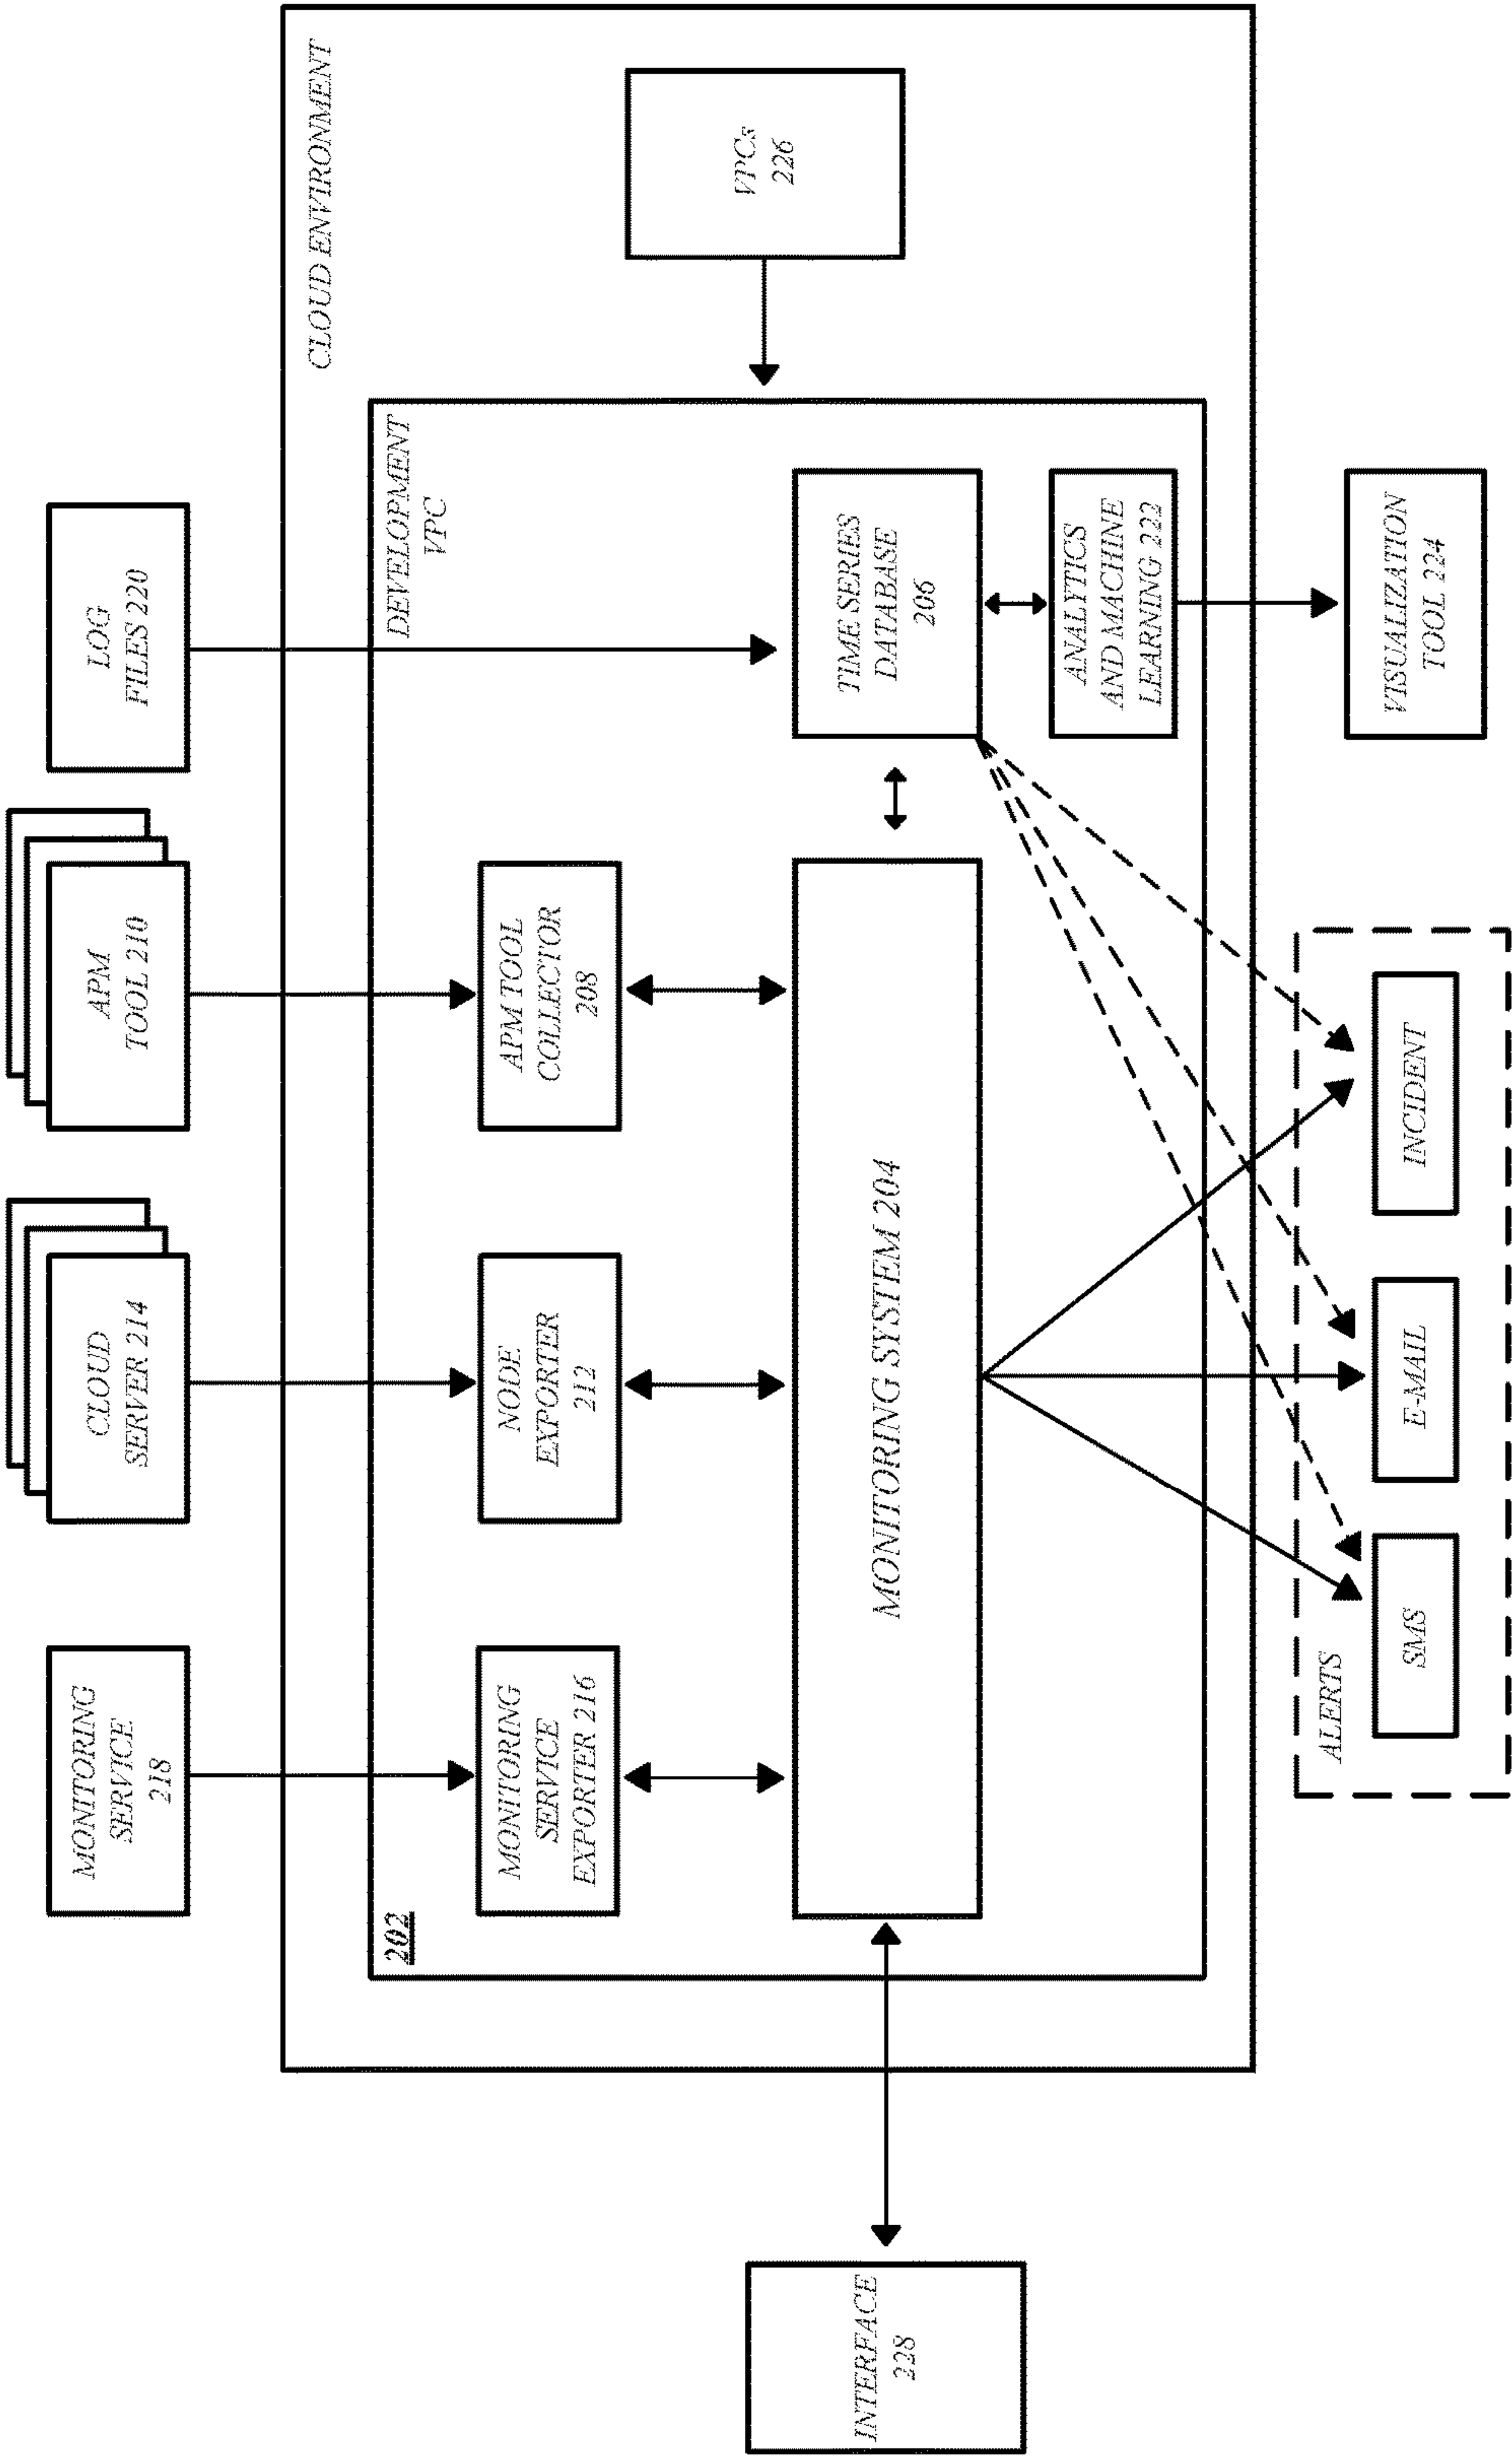 MONITORING
SERVICE
218
CLOUD
SERVER 214
APM
TOOL 210
LOG
FILES 220
CLOUD ENVIRONMENT
202
DEVELOPMENT
VPC
MONITORING
SERVICE
EXPORTER 216
NODE
EXPORTER
212
APM TOOL
COLLECTOR
208
VPCs
226
INTERFACE
228
MONITORING SYSTEM 204
TIME SERIES
DATABASE
206
ANALYTICS
AND MACHINE
LEARNING 222
ALERTS
SMS
E-MAIL
INCIDENT
VISUALIZATION
TOOL 224